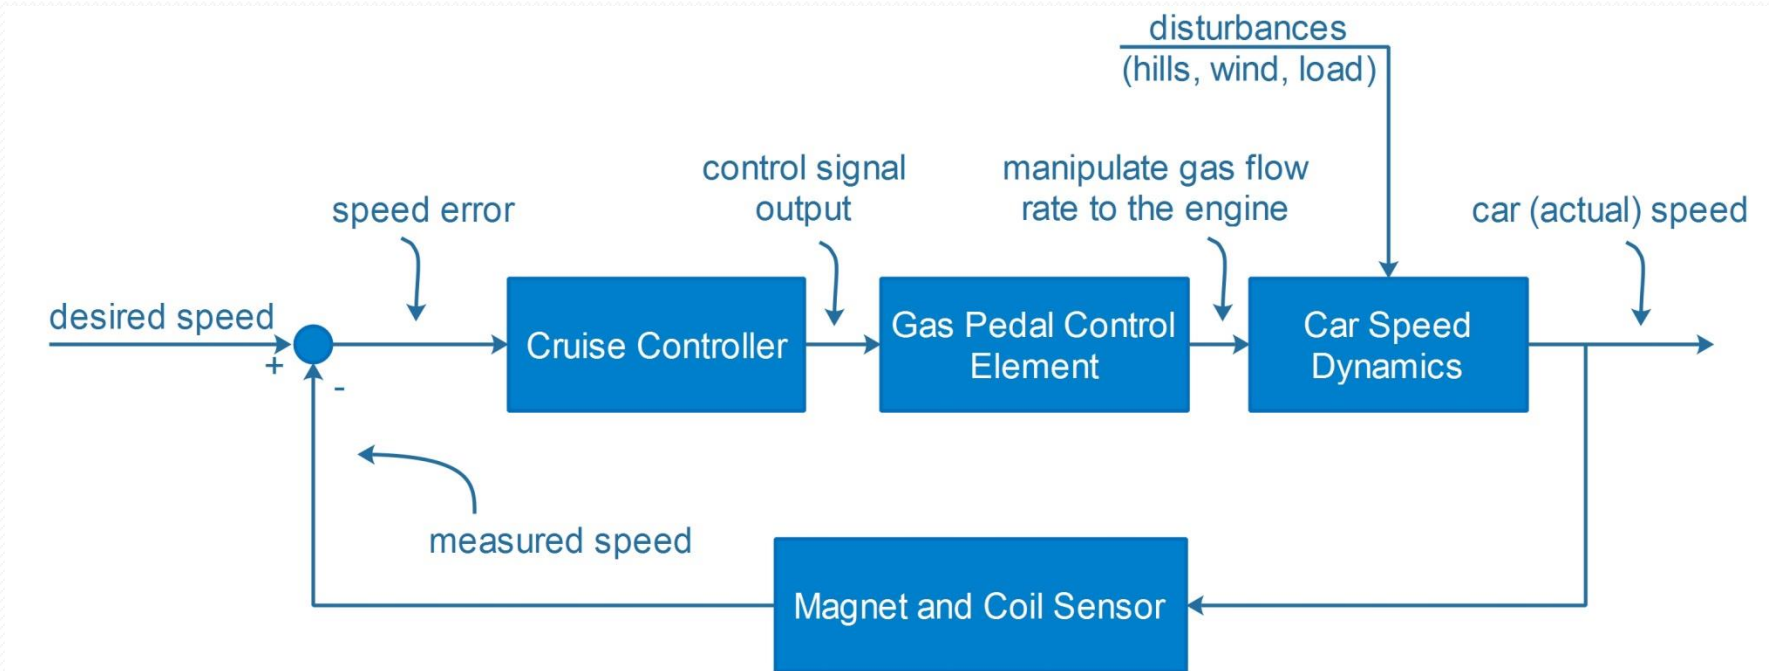 disturbances
(hills, wind, load)
control signal
output
manipulate gas flow
rate to the engine
speed error
car (actual) speed
desired speed
+
-
Cruise Controller
Gas Pedal Control
Element
Car Speed
Dynamics
measured speed
Magnet and Coil Sensor